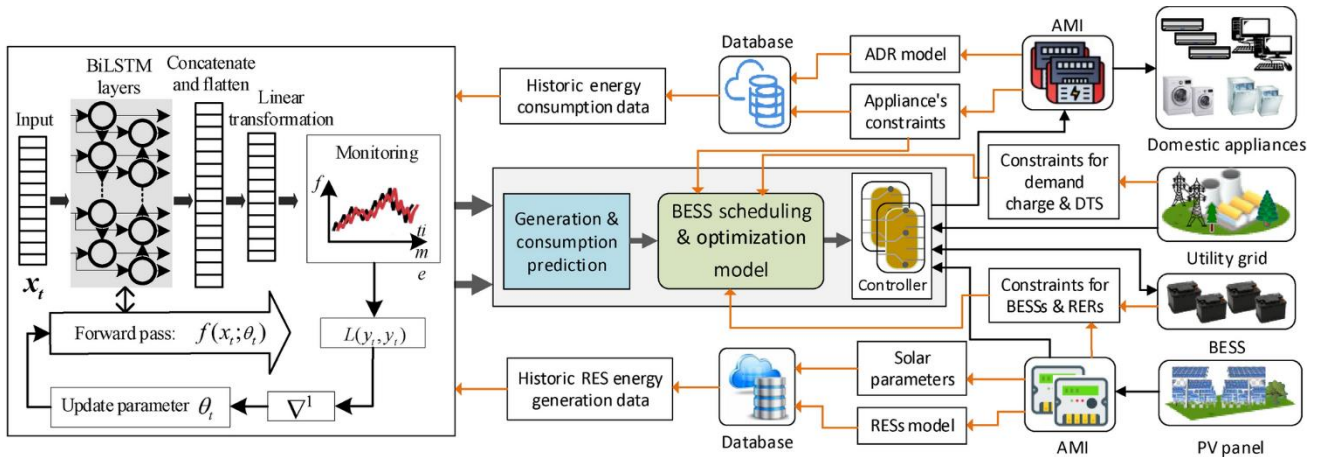 BiLSTM
layers
Concatenate
and flatten
Linear
transformation
Input
x_t
Monitoring
f
ti
m
e
Forward pass: f(x_t;θ_t)
L(y_t,y_t)
Update parameter θ_t
∇¹
Historic energy
consumption data
Database
ADR model
Appliance's
constraints
AMI
Domestic appliances
Generation &
consumption
prediction
BESS scheduling
& optimization
model
Controller
Constraints for
demand
charge & DTS
Utility grid
Constraints for
BESSs & RERs
BESS
Historic RES energy
generation data
Database
Solar
parameters
RESs model
AMI
PV panel